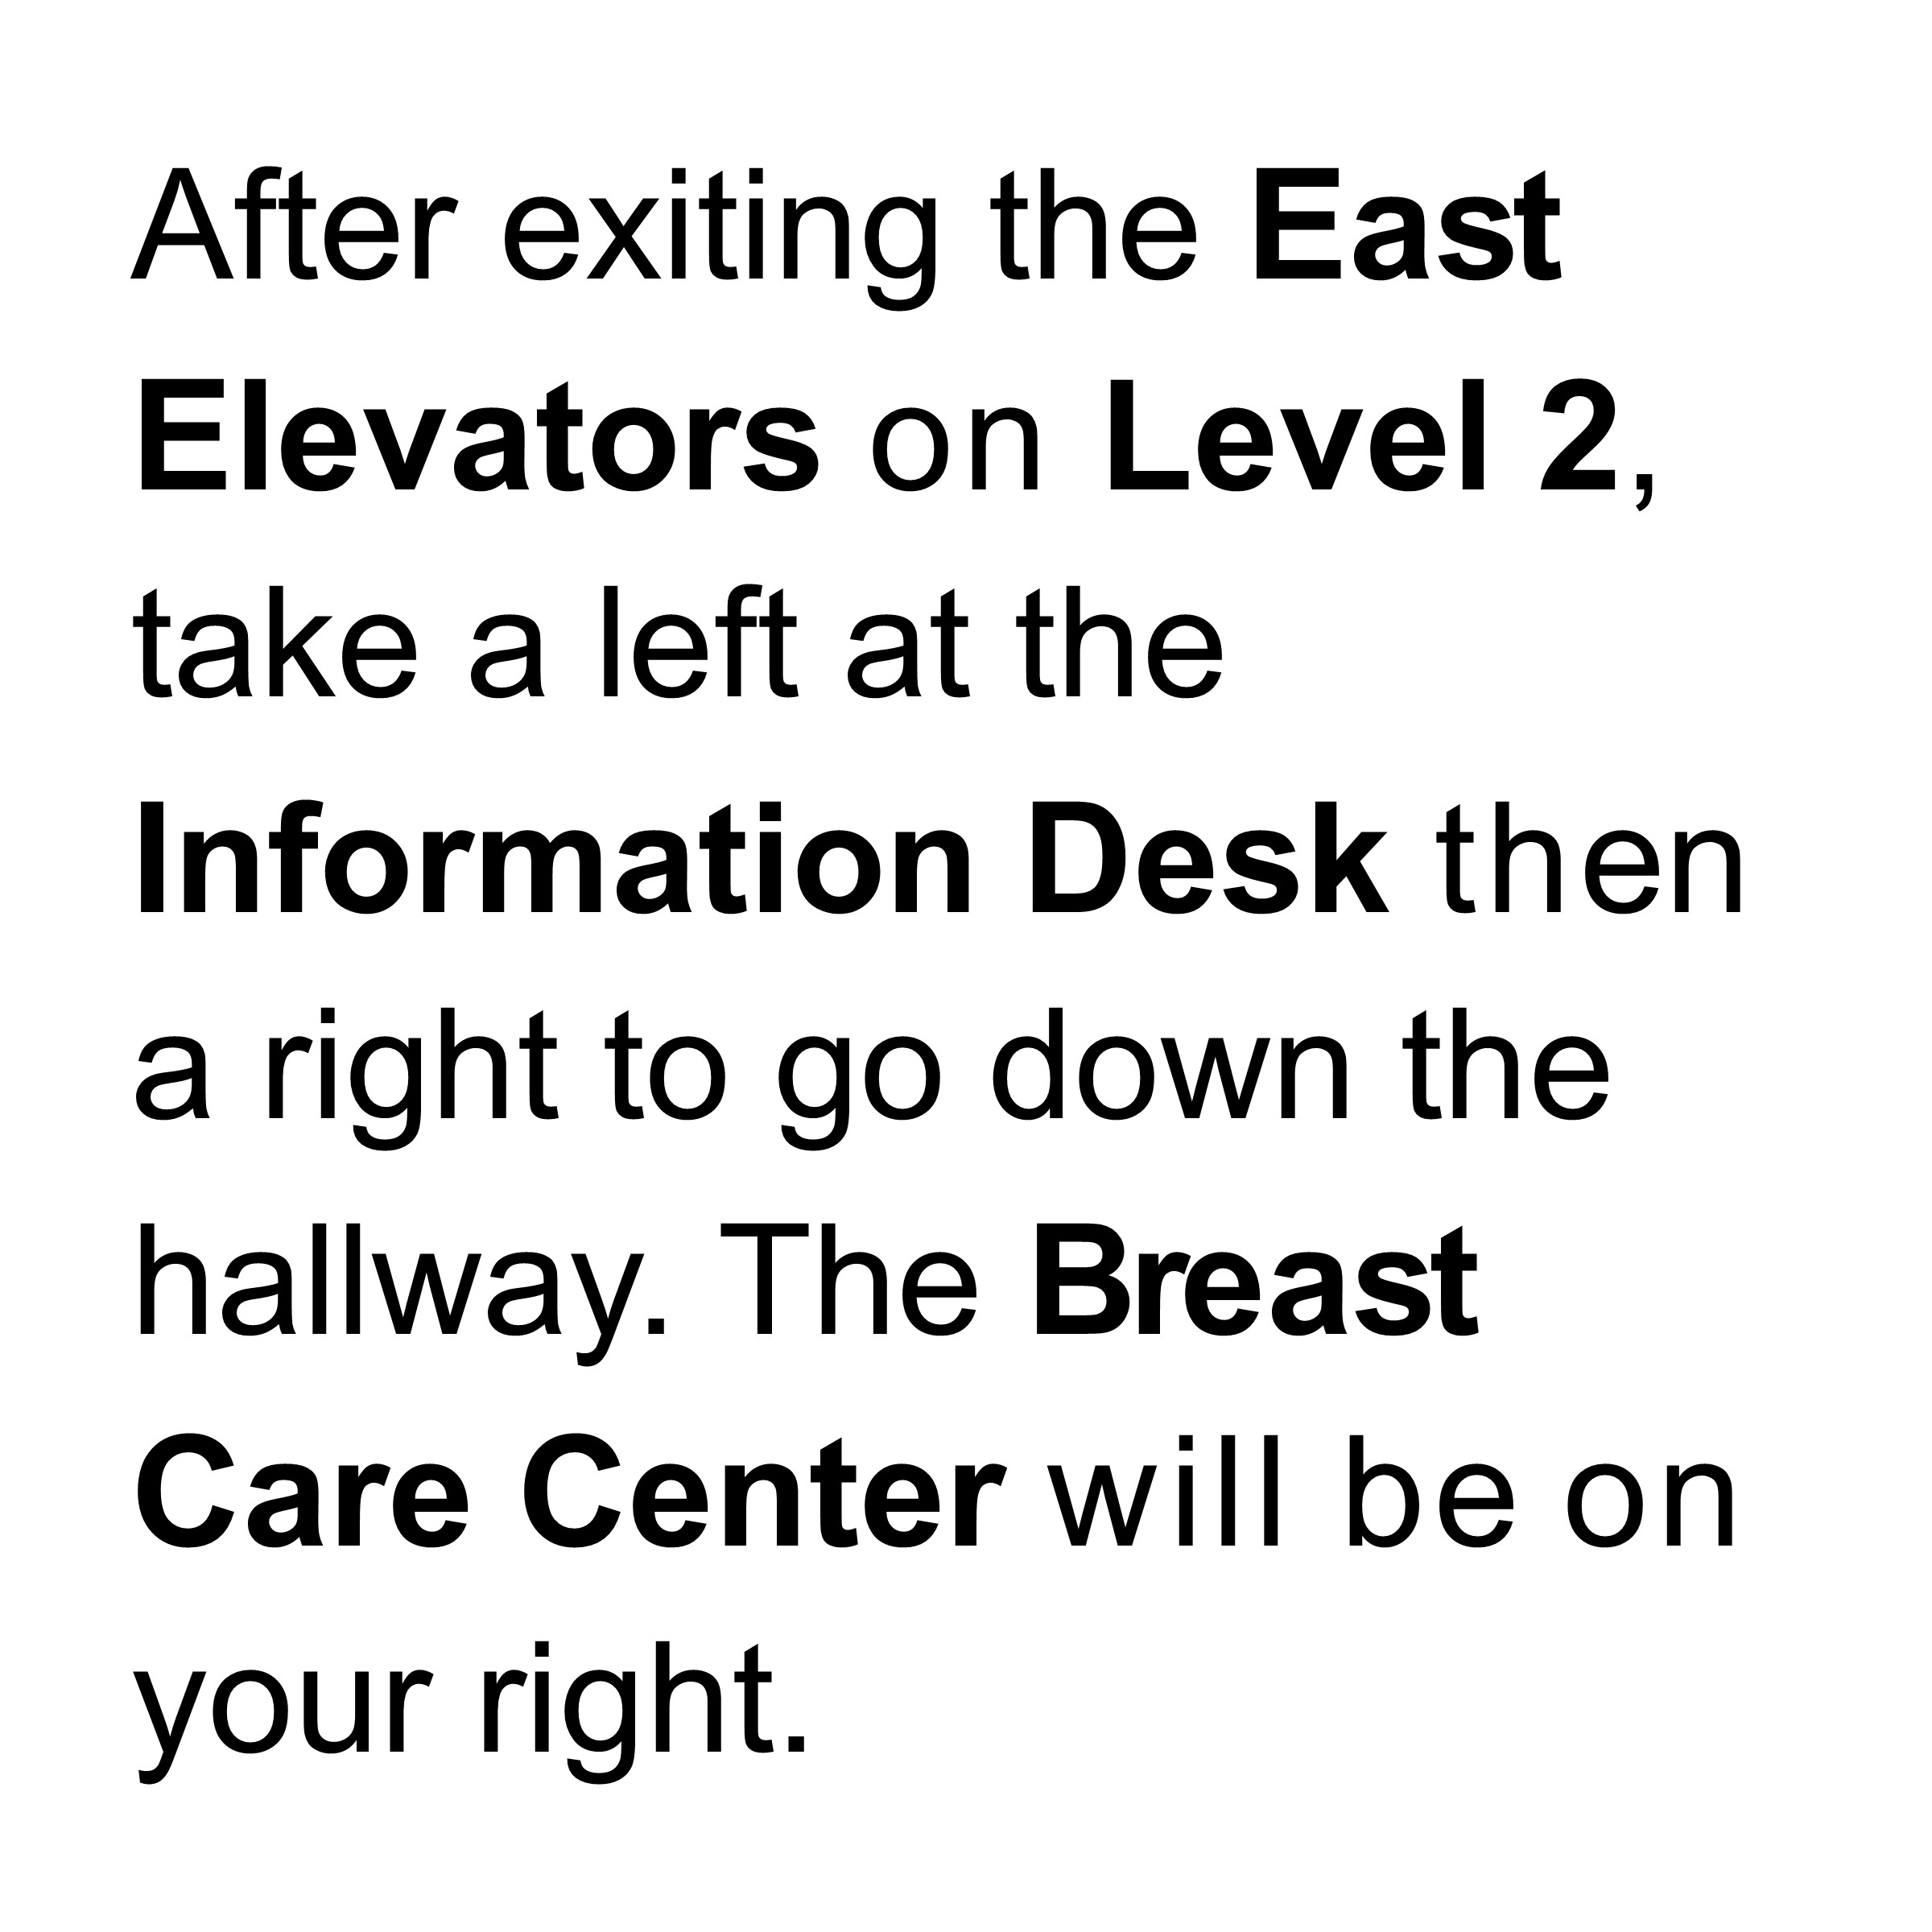 After exiting the East
Elevators on Level 2,
take a left at the
Information Desk then
a right to go down the
hallway.  The Breast
Care Center will be on
your right.